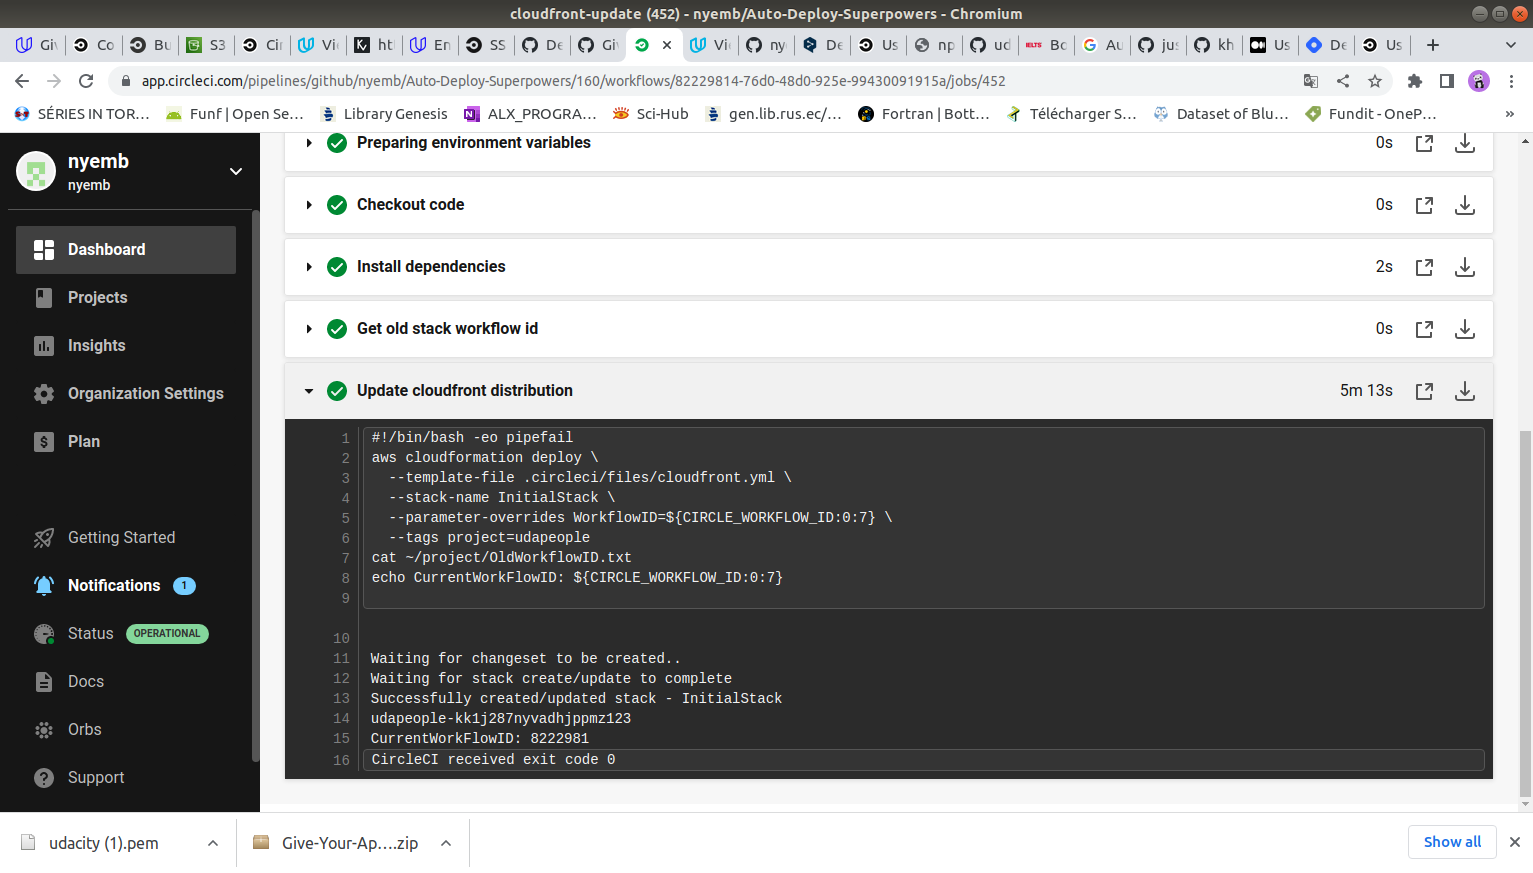 cloudfront-update (452) - nyemb/Auto-Deploy-Superpowers - Chromium
Giv
Co
Bu
S3
Cir
Vi
ht
En
SS
De
Giv
Vi
ny
De
Us
np
ud
IELTS Bo
Au
jus
kh
Us
De
Us
app.circleci.com/pipelines/github/nyemb/Auto-Deploy-Superpowers/160/workflows/82229814-76d0-48d0-925e-99430091915a/jobs/452
SÉRIES IN TOR...
Funf | Open Se...
Library Genesis
ALX_PROGRA...
Sci-Hub
gen.lib.rus.ec/...
Fortran | Bott...
Télécharger S...
Dataset of Blu...
Fundit - OneP...
»
nyemb
nyemb
Dashboard
Projects
Insights
Organization Settings
Plan
Getting Started
Notifications 1
Status OPERATIONAL
Docs
Orbs
Support
Preparing environment variables 0s
Checkout code 0s
Install dependencies 2s
Get old stack workflow id 0s
Update cloudfront distribution 5m 13s
1 #!/bin/bash -eo pipefail
2 aws cloudformation deploy \
3 --template-file .circleci/files/cloudfront.yml \
4 --stack-name InitialStack \
5 --parameter-overrides WorkflowID=${CIRCLE_WORKFLOW_ID:0:7} \
6 --tags project=udapeople
7 cat ~/project/OldWorkflowID.txt
8 echo CurrentWorkFlowID: ${CIRCLE_WORKFLOW_ID:0:7}
9
10
11 Waiting for changeset to be created..
12 Waiting for stack create/update to complete
13 Successfully created/updated stack - InitialStack
14 udapeople-kk1j287nyvadhjppmz123
15 CurrentWorkFlowID: 8222981
16 CircleCI received exit code 0
udacity (1).pem
Give-Your-Ap....zip
Show all